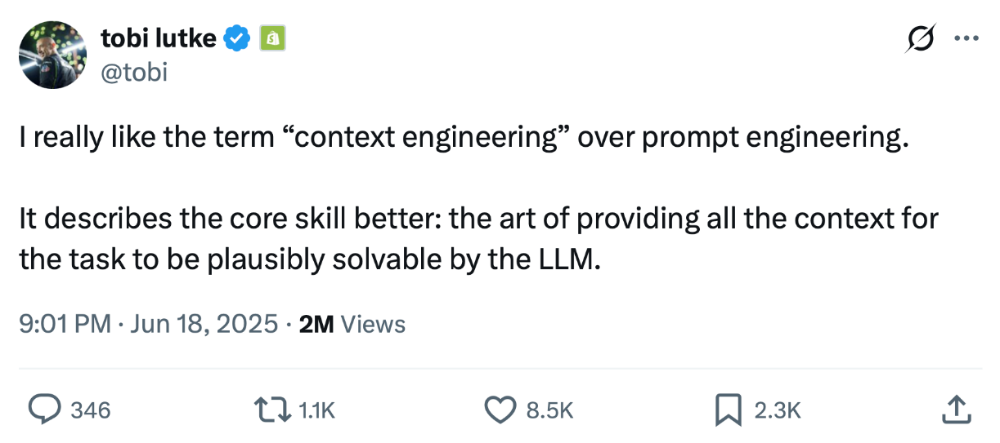 tobi lutke
@tobi
I really like the term “context engineering” over prompt engineering.
It describes the core skill better: the art of providing all the context for
the task to be plausibly solvable by the LLM.
9:01 PM · Jun 18, 2025 · 2M Views
346 1.1K 8.5K 2.3K